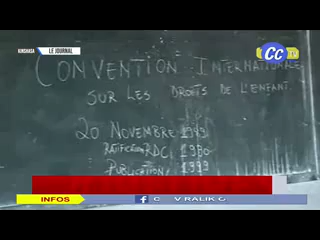 KINSHASA LE JOURNAL
Cc
CONVENTION INTERNATIONALE
SUR LES DROITS DE L'ENFANT
20 NOVEMBRE 1989
RATIFICATION RDC 1990
PUBLICATION 1999
INFOS